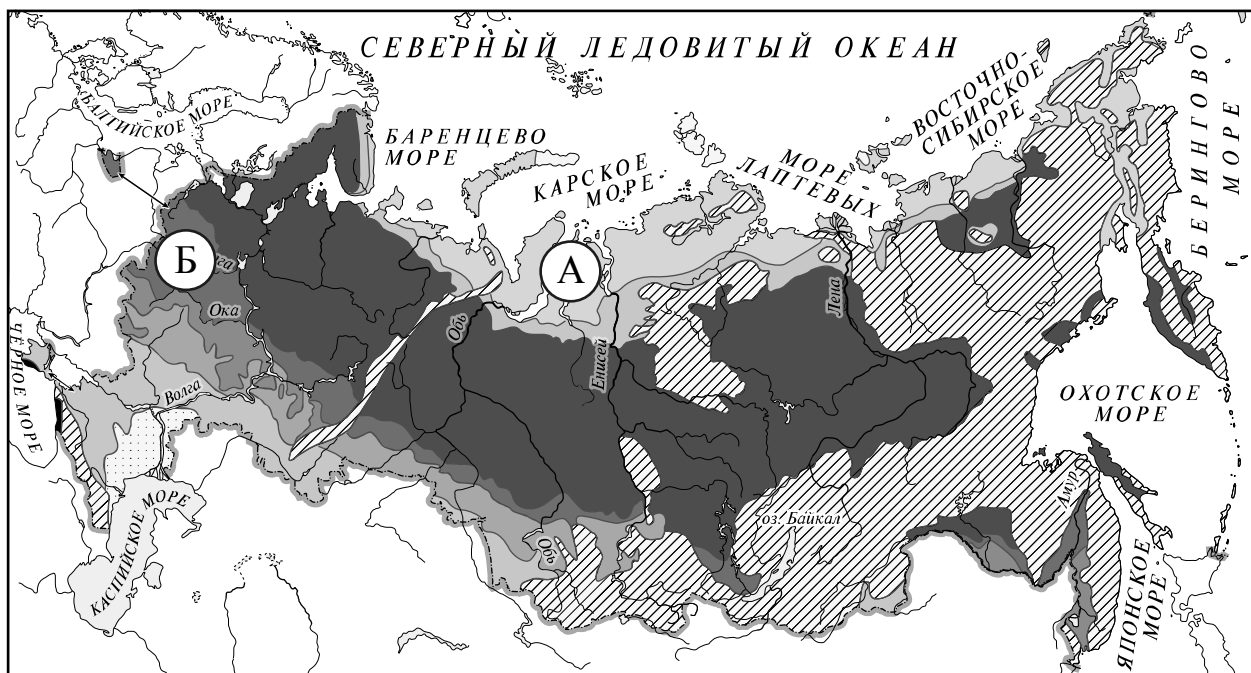 СЕВЕРНЫЙ ЛЕДОВИТЫЙ ОКЕАН
БАЛТИЙСКОЕ МОРЕ
БАРЕНЦЕВО
МОРЕ
КАРСКОЕ
МОРЕ
МОРЕ
ЛАПТЕВЫХ
ВОСТОЧНО-
СИБИРСКОЕ
МОРЕ
БЕРИНГОВО
МОРЕ
Б
А
Ока
Обь
Енисей
Лена
ЧЕРНОЕ МОРЕ
Волга
ОХОТСКОЕ
МОРЕ
КАСПИЙСКОЕ МОРЕ
Обь
оз. Байкал
Амур
ЯПОНСКОЕ
МОРЕ